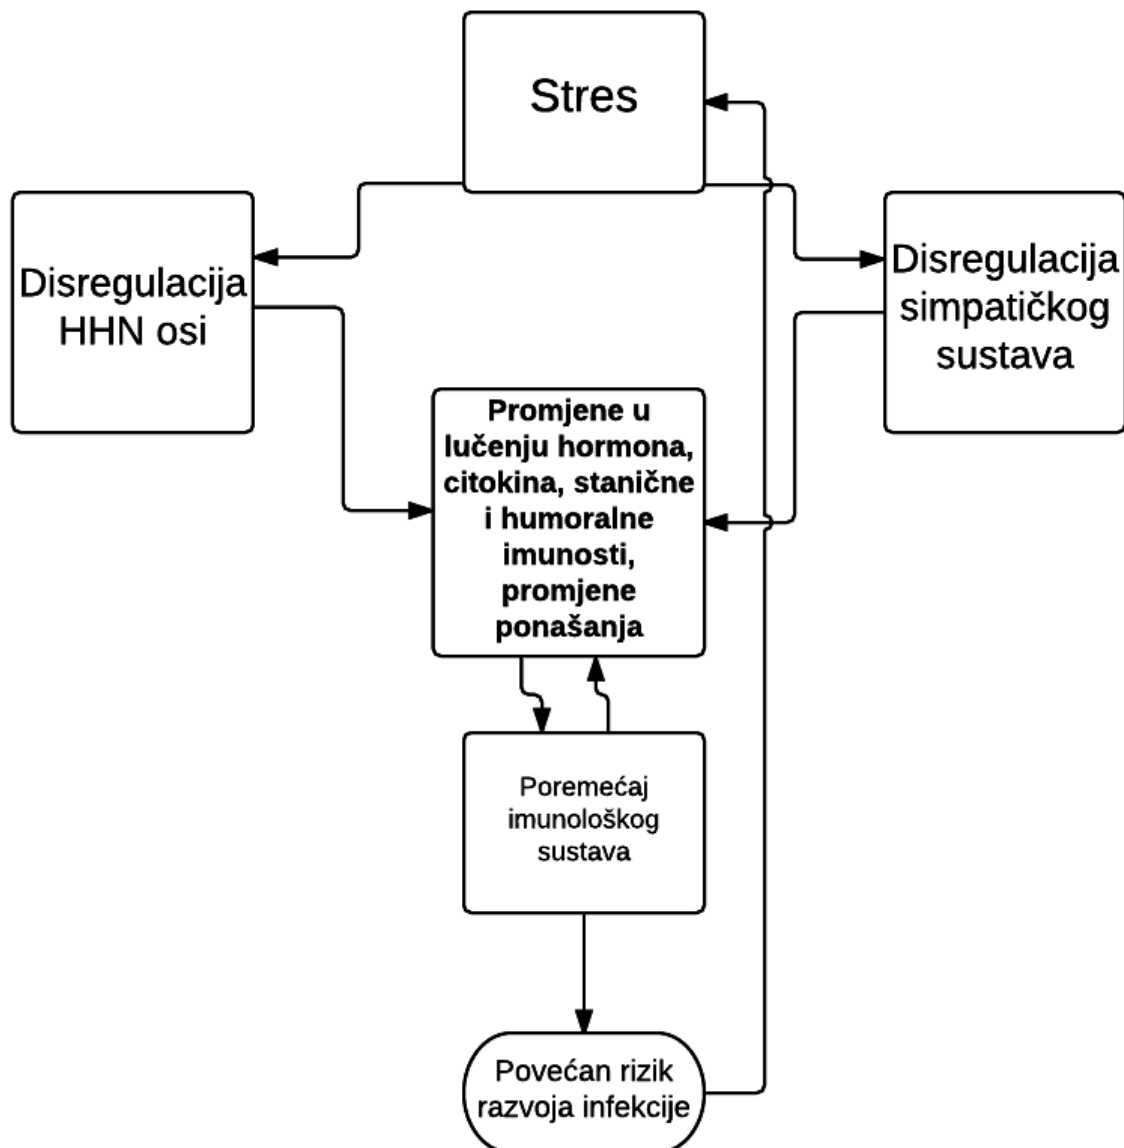 Stres
Disregulacija
HHN osi
Disregulacija
simpatičkog
sustava
Promjene u
lučenju hormona,
citokina, stanične
i humoralne
imunosti,
promjene
ponašanja
Poremećaj
imunološkog
sustava
Povećan rizik
razvoja infekcije